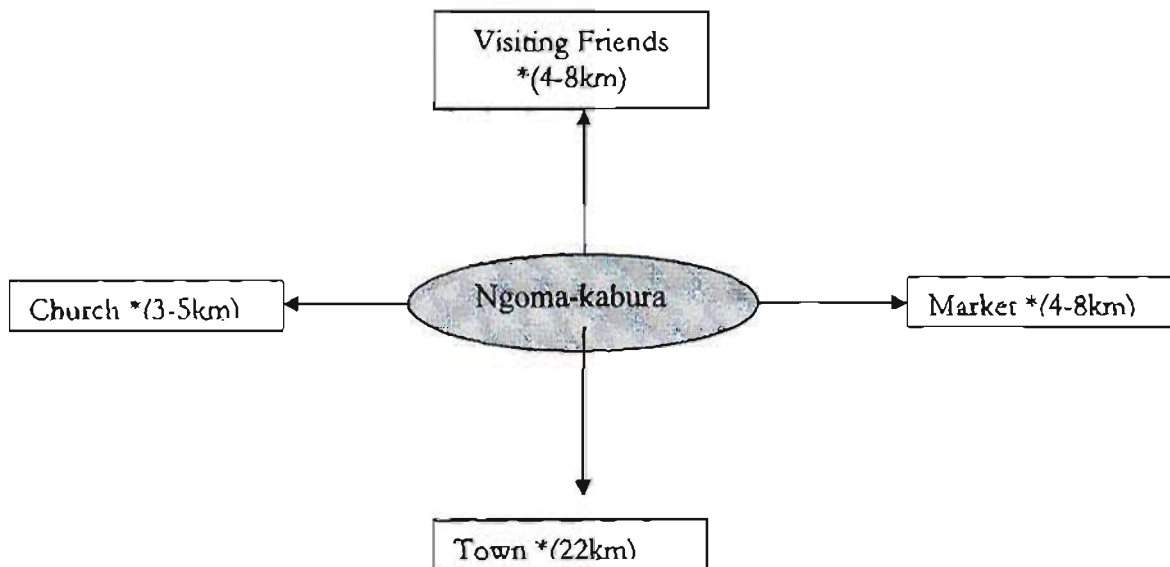 Visiting Friends
*(4-8km)
Church *(3-5km)
Ngoma-kabura
Market *(4-8km)
Town *(22km)